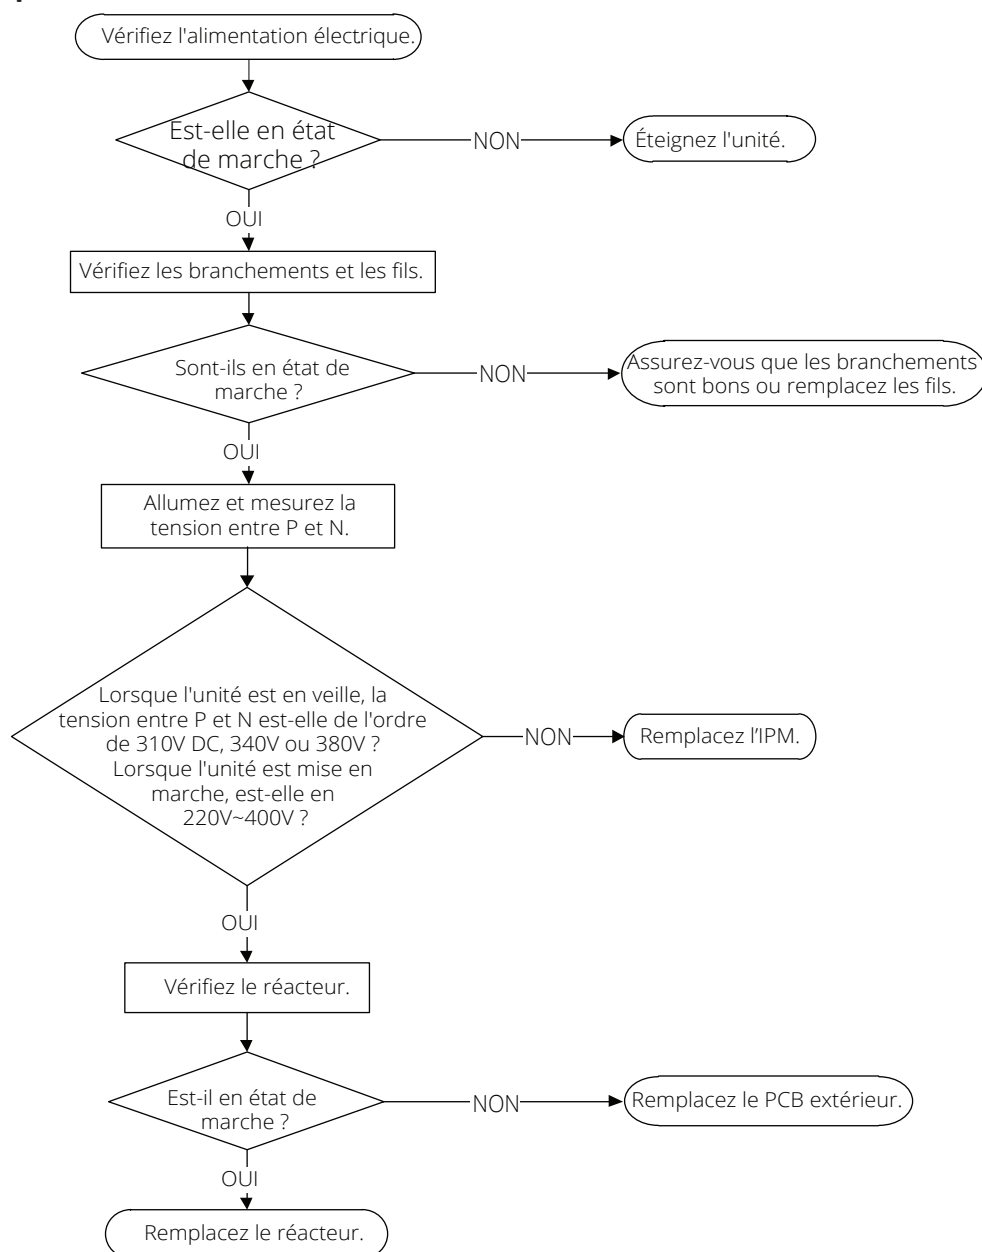 Vérifiez l'alimentation électrique.
Est-elle en état
de marche ?
NON
Éteignez l'unité.
OUI
Vérifiez les branchements et les fils.
Sont-ils en état de
marche ?
NON
Assurez-vous que les branchements
sont bons ou remplacez les fils.
OUI
Allumez et mesurez la
tension entre P et N.
Lorsque l'unité est en veille, la
tension entre P et N est-elle de l'ordre
de 310V DC, 340V ou 380V ?
Lorsque l'unité est mise en
marche, est-elle en
220V~400V ?
NON
Remplacez l’IPM.
OUI
Vérifiez le réacteur.
Est-il en état de
marche ?
NON
Remplacez le PCB extérieur.
OUI
Remplacez le réacteur.